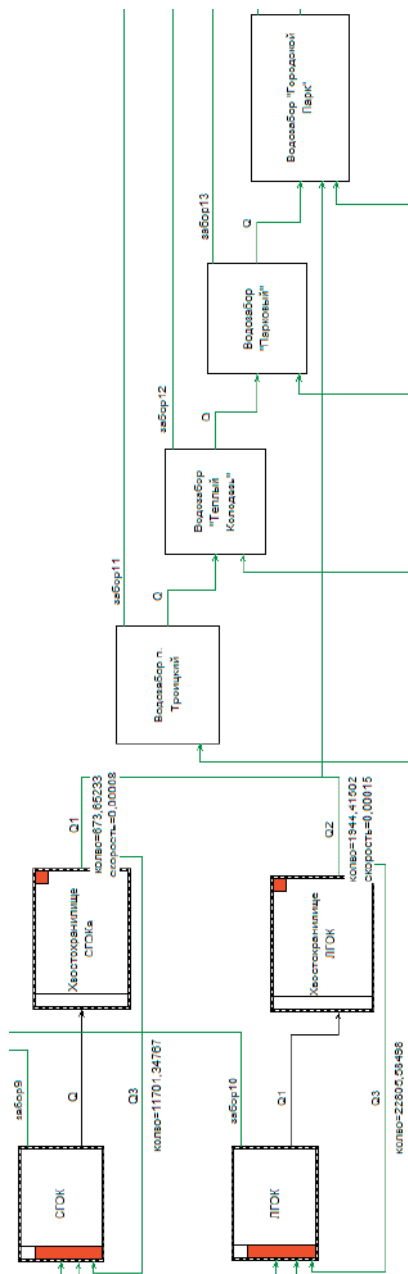 забор9
СГОК
Q
Хвостохранилище
СГОКа
Q1
колво=673,65233
скорость=0,00008
Q3
колво=11701,34767
забор10
ЛГОК
Q1
Хвостохранилище
ЛГОК
Q2
колво=1944,41502
скорость=0,00015
Q3
колво=22805,58498
забор11
Водозабор п.
Троицкий
Q
забор12
Водозабор
"Теплый
Колодезь"
Q
забор13
Водозабор
"Парковый"
Q
Водозабор "Городской
Парк"